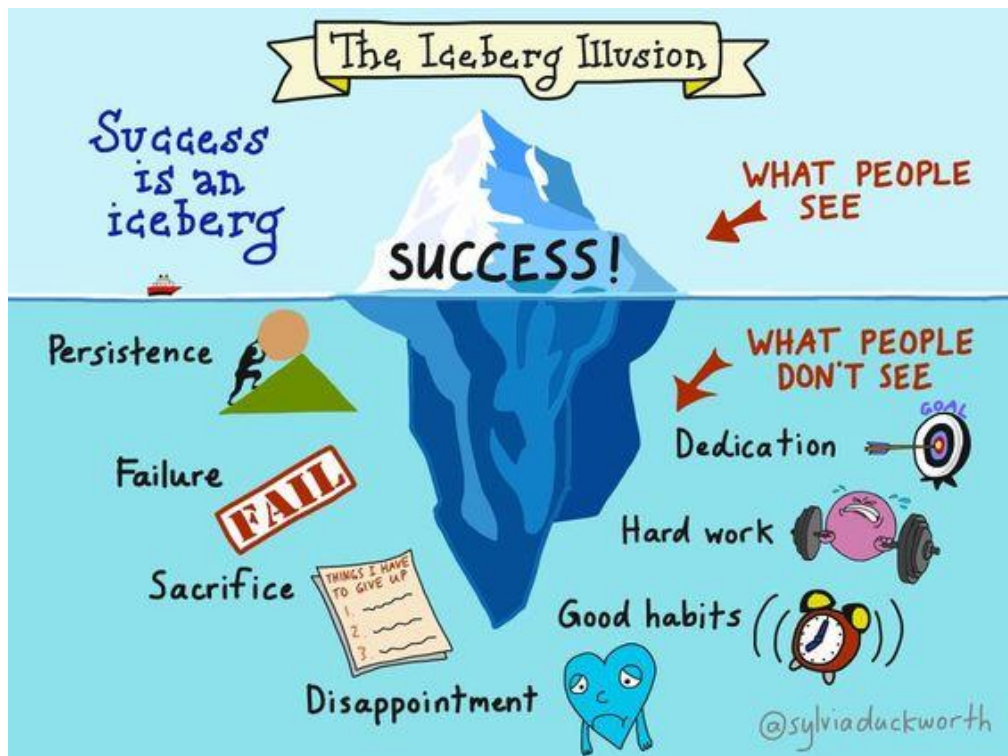 The Iceberg Illusion
Success
is an
iceberg
WHAT PEOPLE
SEE
SUCCESS!
WHAT PEOPLE
DON'T SEE
Persistence
Failure
FAIL
Sacrifice
THINGS I HAVE
TO GIVE UP
1.
2.
3
Disappointment
GOAL
Dedication
Hard work
Good habits
@sylviaduckworth